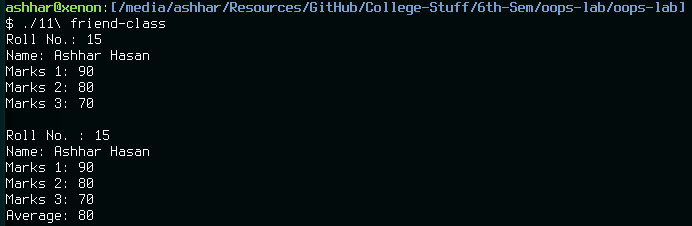 ashhar@xenon:[/media/ashhar/Resources/GitHub/College-Stuff/6th-Sem/oops-lab/oops-lab]
$ ./11\ friend-class
Roll No.: 15
Name: Ashhar Hasan
Marks 1: 90
Marks 2: 80
Marks 3: 70
Roll No. : 15
Name: Ashhar Hasan
Marks 1: 90
Marks 2: 80
Marks 3: 70
Average: 80